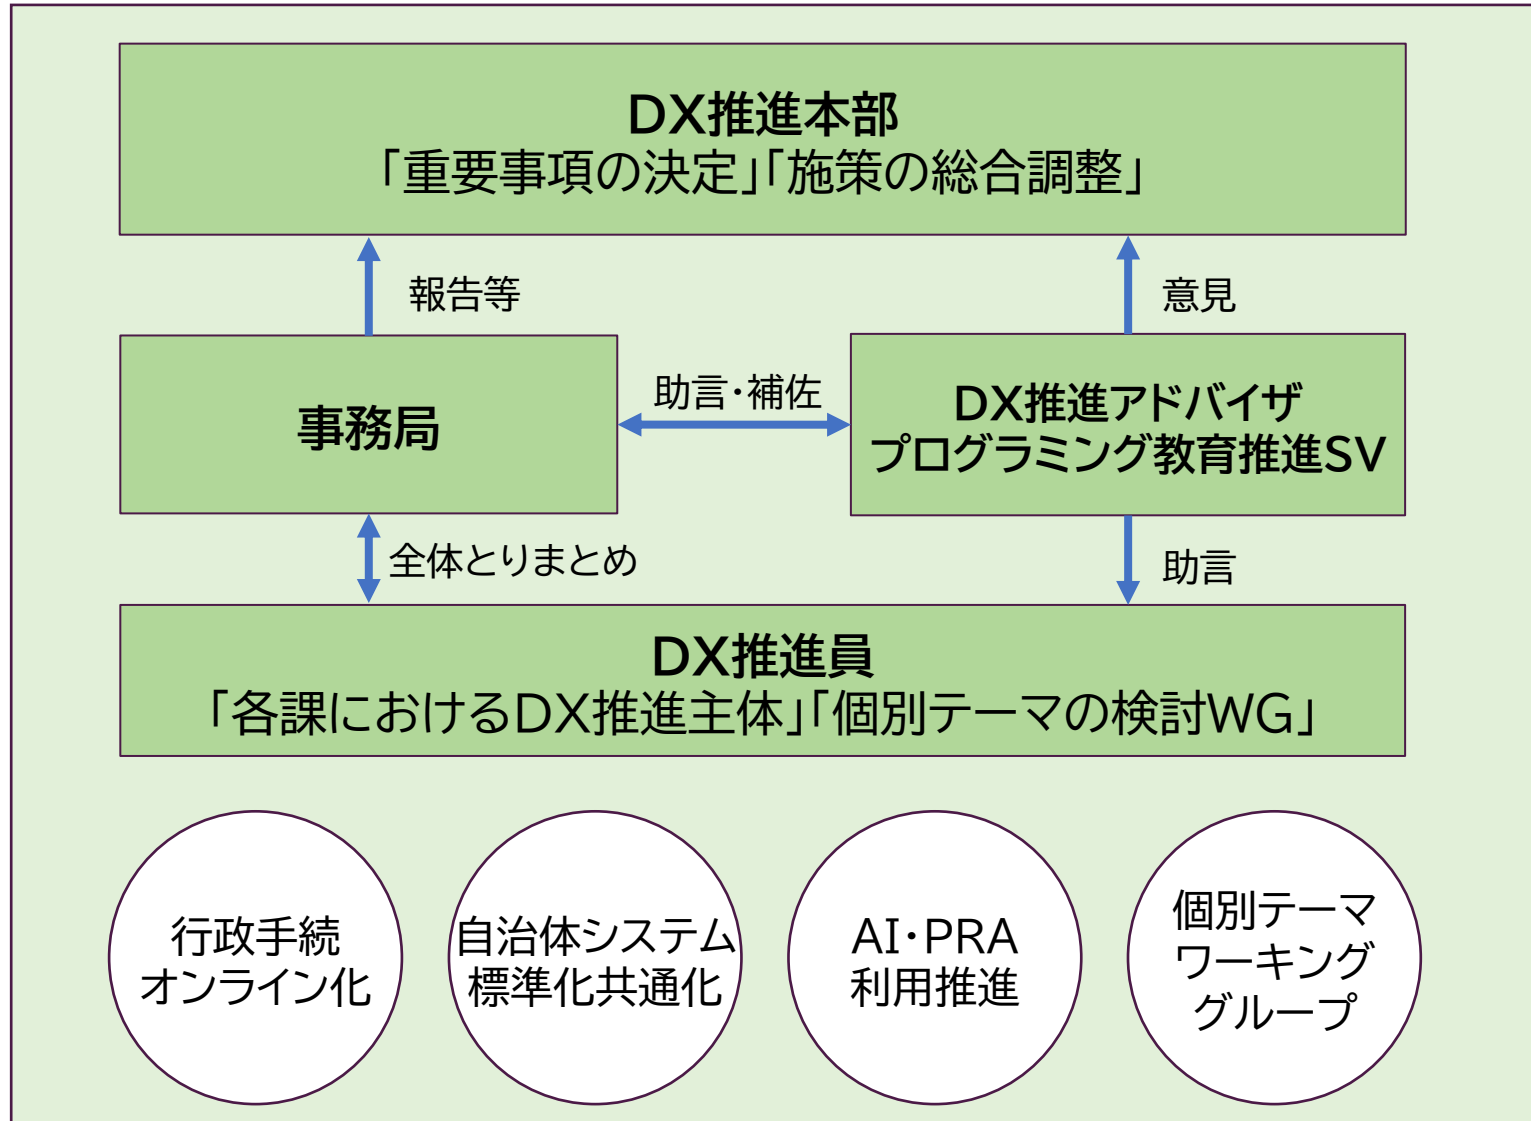 DX推進本部
「重要事項の決定」「施策の総合調整」
報告等
意見
事務局
助言・補佐
DX推進アドバイザ
プログラミング教育推進SV
全体とりまとめ
助言
DX推進員
「各課におけるDX推進主体」「個別テーマの検討WG」
行政手続
オンライン化
自治体システム
標準化共通化
AI・PRA
利用推進
個別テーマ
ワーキング
グループ